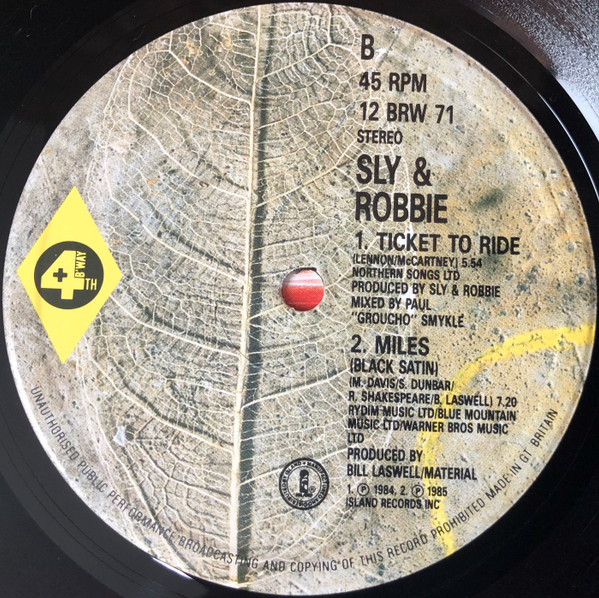 B
45 RPM
12 BRW 71
STEREO
SLY &
ROBBIE
1. TICKET TO RIDE
(LENNON/McCARTNEY) 5.54
NORTHERN SONGS LTD
PRODUCED BY SLY & ROBBIE
MIXED BY PAUL
"GROUCHO" SMYKLE
2. MILES
(BLACK SATIN)
(M. DAVIS/S. DUNBAR/
R. SHAKESPEARE/B. LASWELL) 7.20
RYDIM MUSIC LTD/BLUE MOUNTAIN
MUSIC LTD/WARNER BROS MUSIC
LTD
PRODUCED BY
BILL LASWELL/MATERIAL
1. ℗ 1984, 2. ℗ 1985
ISLAND RECORDS INC
4TH + B'WAY
UNAUTHORISED PUBLIC PERFORMANCE BROADCASTING AND COPYING OF THIS RECORD PROHIBITED MADE IN GT BRITAIN